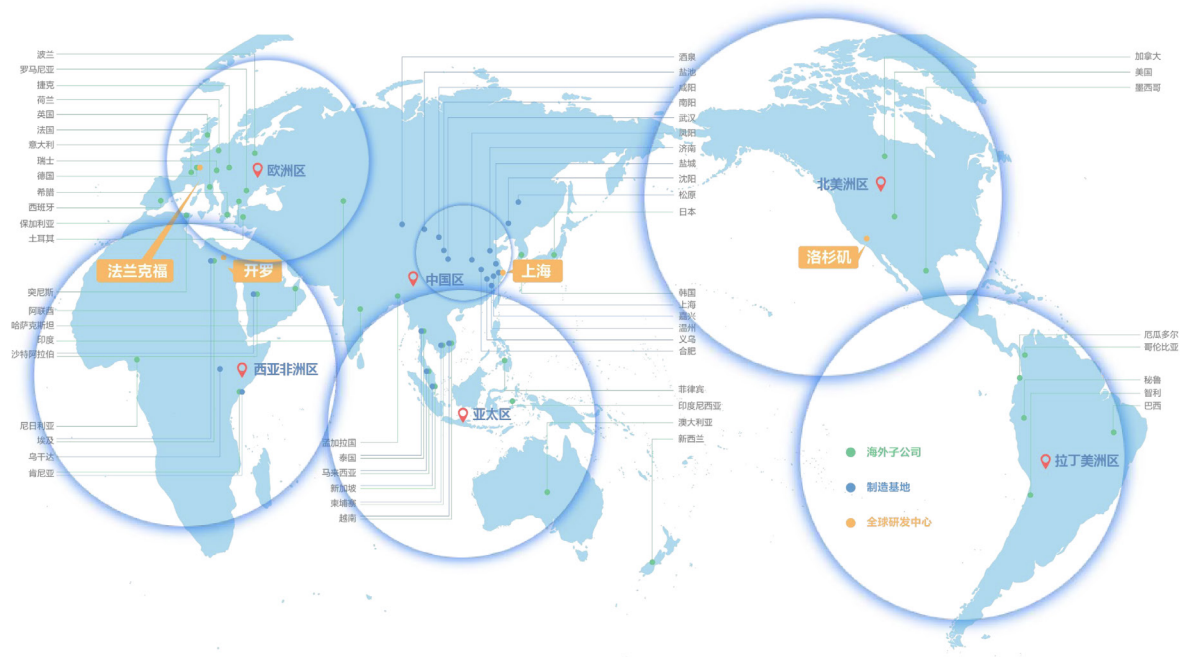 波兰
罗马尼亚
捷克
荷兰
英国
法国
意大利
瑞士
德国
希腊
西班牙
保加利亚
土耳其
欧洲区
法兰克福
开罗
突尼斯
阿联酋
哈萨克斯坦
印度
沙特阿拉伯
西亚非洲区
尼日利亚
埃及
乌干达
肯尼亚
酒泉
盐池
咸阳
南阳
武汉
凤阳
济南
盐城
沈阳
松原
日本
中国区
上海
韩国
上海
嘉兴
温州
义乌
合肥
菲律宾
印度尼西亚
澳大利亚
新西兰
亚太区
孟加拉国
泰国
马来西亚
新加坡
柬埔寨
越南
加拿大
美国
墨西哥
北美洲区
洛杉矶
厄瓜多尔
哥伦比亚
秘鲁
智利
巴西
拉丁美洲区
海外子公司
制造基地
全球研发中心